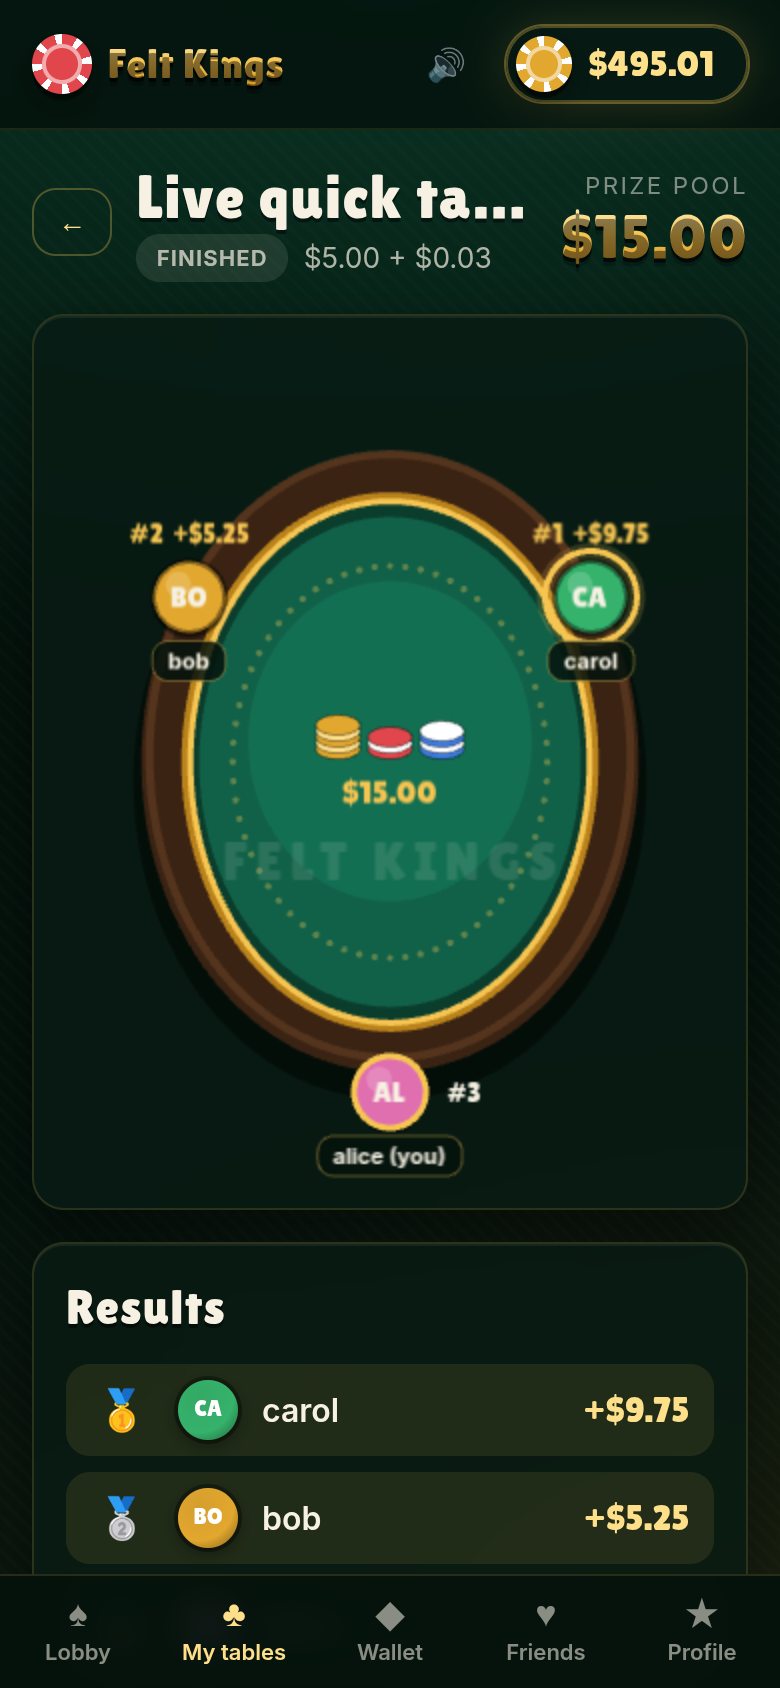 Felt Kings
$495.01
←
Live quick ta...
FINISHED
$5.00 + $0.03
PRIZE POOL
$15.00
#2 +$5.25
#1 +$9.75
BO
CA
bob
carol
$15.00
FELT KINGS
AL
#3
alice (you)
Results
1
CA
carol
+$9.75
2
BO
bob
+$5.25
Lobby
My tables
Wallet
Friends
Profile